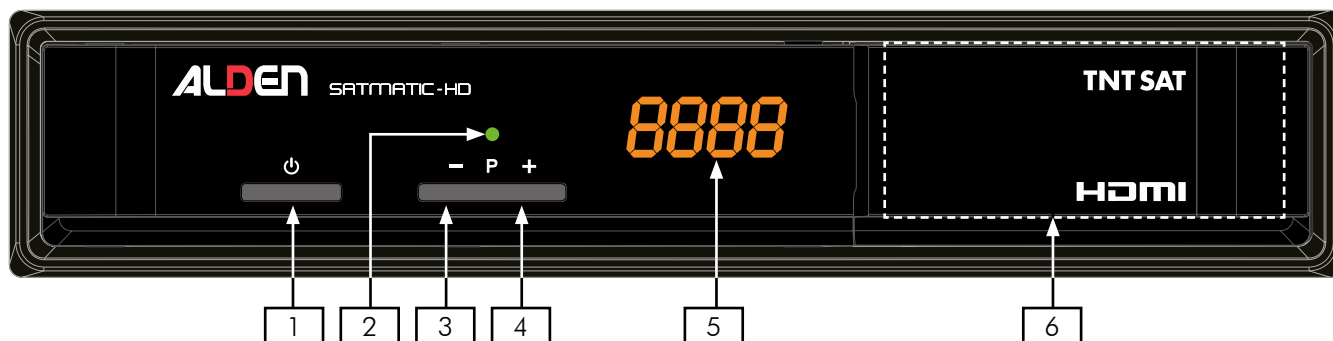 ALDEN SATMATIC-HD
TNT SAT
8888
- P +
HDMI
1 2 3 4 5 6